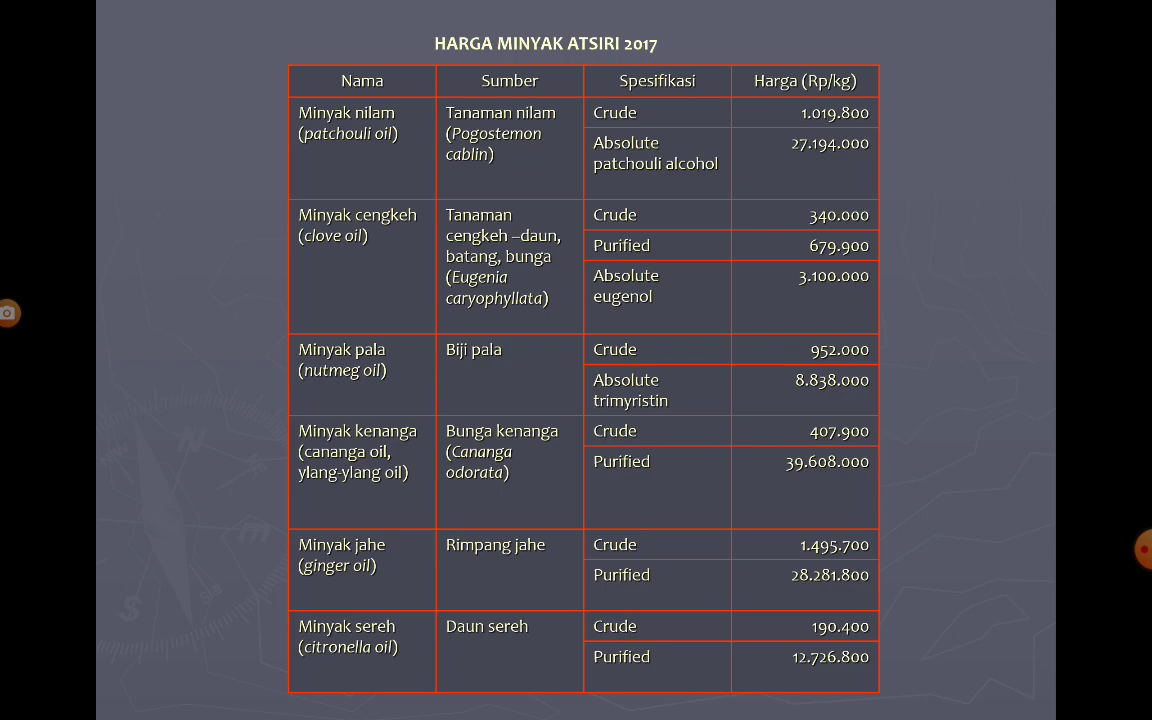 HARGA MINYAK ATSIRI 2017
Nama Sumber Spesifikasi Harga (Rp/kg)
Minyak nilam Tanaman nilam Crude 1.019.800
(patchouli oil) (Pogostemon Absolute 27.194.000
cablin) patchouli alcohol
Minyak cengkeh Tanaman Crude 340.000
(clove oil) cengkeh –daun, Purified 679.900
batang, bunga
(Eugenia Absolute 3.100.000
caryophyllata) eugenol
Minyak pala Biji pala Crude 952.000
(nutmeg oil) Absolute 8.838.000
trimyristin
Minyak kenanga Bunga kenanga Crude 407.900
(cananga oil, (Cananga Purified 39.608.000
ylang-ylang oil) odorata)
Minyak jahe Rimpang jahe Crude 1.495.700
(ginger oil) Purified 28.281.800
Minyak sereh Daun sereh Crude 190.400
(citronella oil) Purified 12.726.800